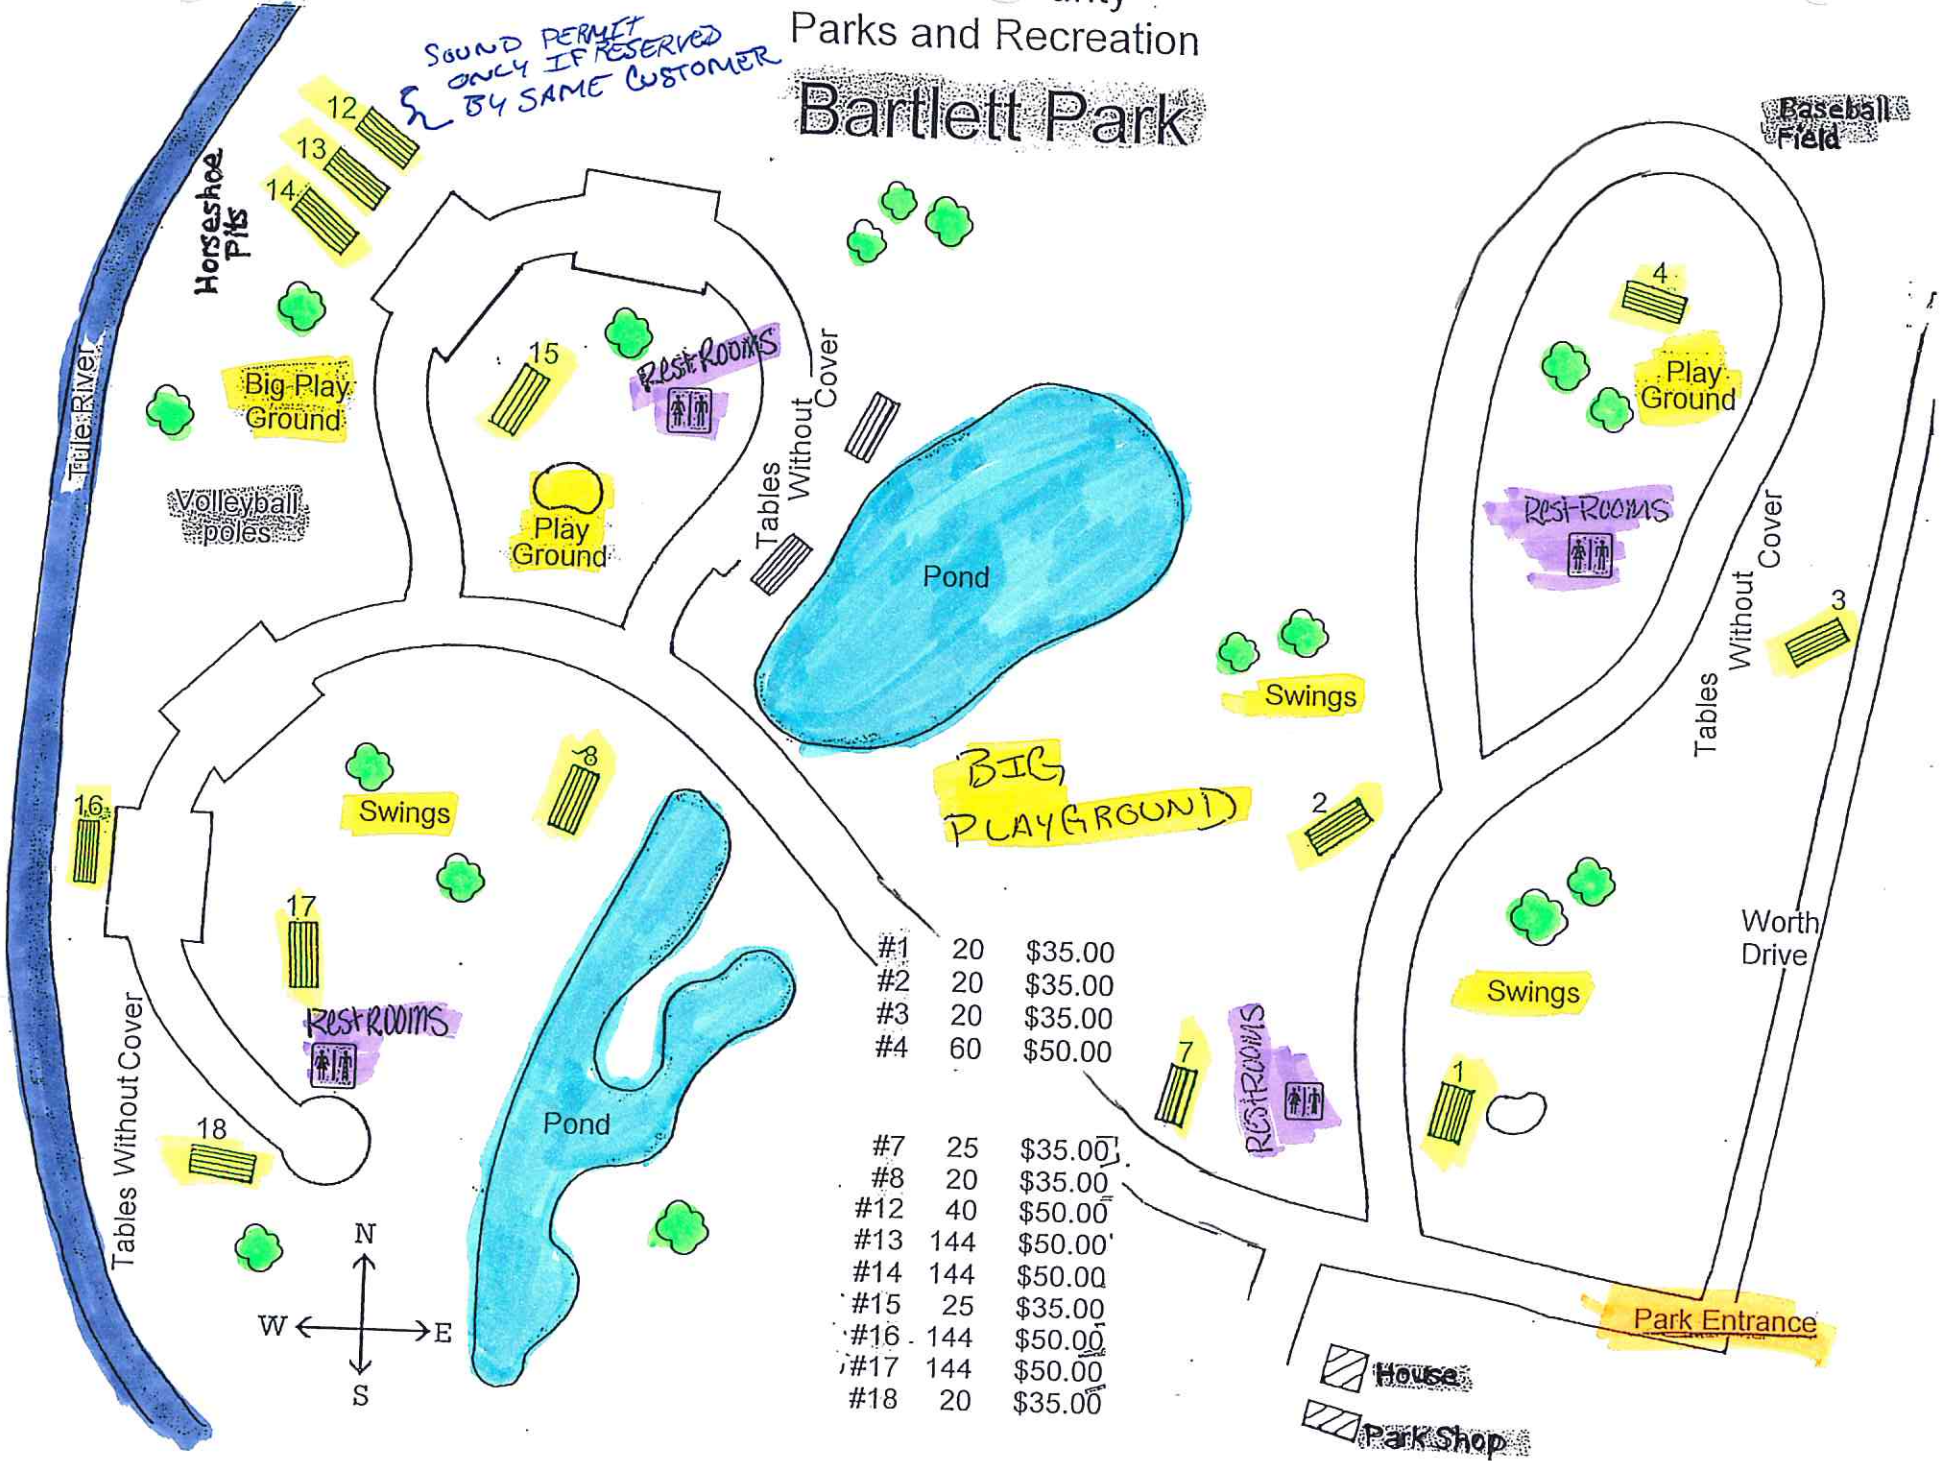 Parks and Recreation
Bartlett Park
SOUND PERMIT
ONLY IF RESERVED
BY SAME CUSTOMER
12
13
14
Horseshoe
Pits
Baseball
Field
4
Play
Ground
15
RestRooms
Tables Without Cover
Big Play
Ground
Tule River
Volleyball
poles
Play
Ground
Pond
Rest-Rooms
Tables Without Cover
3
Swings
BIG
PLAYGROUND
2
8
Swings
16
17
RestROOMS
Tables Without Cover
18
Pond
Worth
Drive
Swings
7
RESTROOMS
1
#1 20 $35.00
#2 20 $35.00
#3 20 $35.00
#4 60 $50.00
#7 25 $35.00
#8 20 $35.00
#12 40 $50.00
#13 144 $50.00
#14 144 $50.00
#15 25 $35.00
#16 144 $50.00
#17 144 $50.00
#18 20 $35.00
N
W E
S
Park Entrance
House
Park Shop